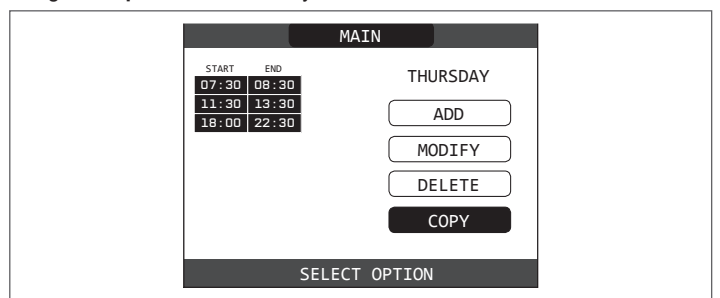 MAIN
START END
07:30 08:30
11:30 13:30
18:00 22:30
THURSDAY
ADD
MODIFY
DELETE
COPY
SELECT OPTION